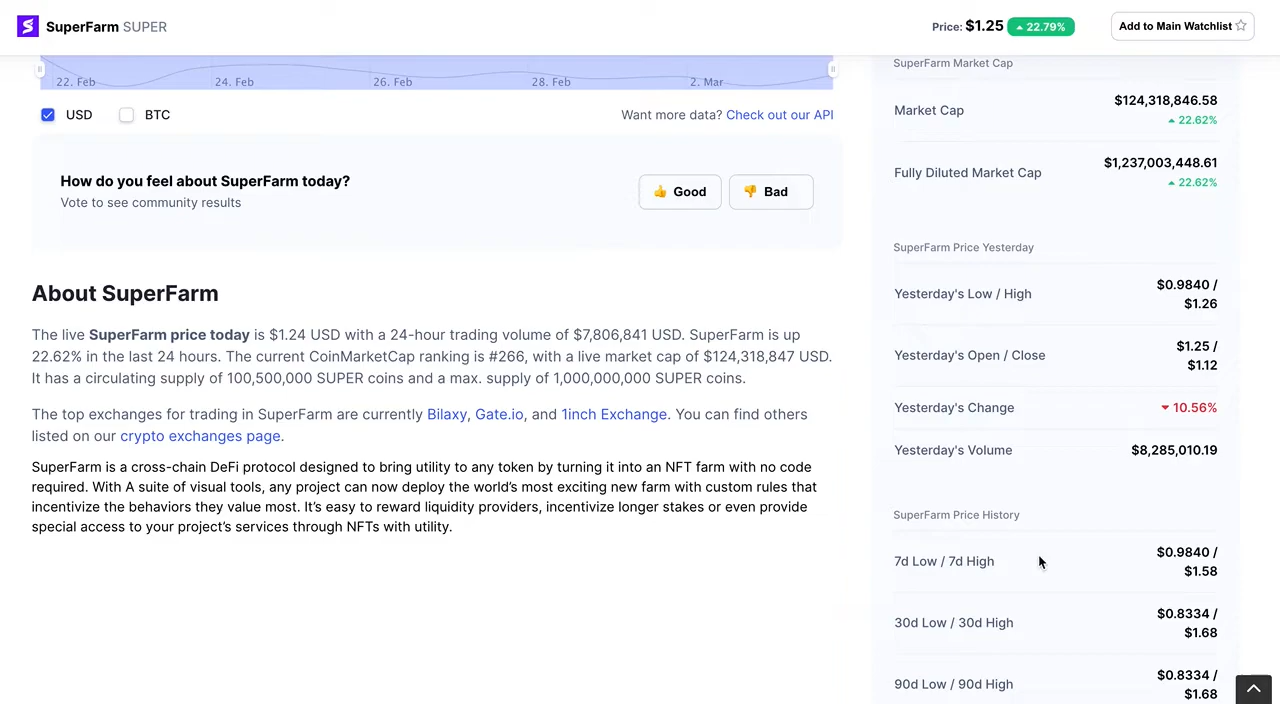 SuperFarm SUPER
Price: $1.25 22.79%
Add to Main Watchlist
22. Feb 24. Feb 26. Feb 28. Feb 2. Mar
USD BTC
Want more data? Check out our API
How do you feel about SuperFarm today?
Vote to see community results
👍 Good 👎 Bad
About SuperFarm
The live SuperFarm price today is $1.24 USD with a 24-hour trading volume of $7,806,841 USD. SuperFarm is up
22.62% in the last 24 hours. The current CoinMarketCap ranking is #266, with a live market cap of $124,318,847 USD.
It has a circulating supply of 100,500,000 SUPER coins and a max. supply of 1,000,000,000 SUPER coins.
The top exchanges for trading in SuperFarm are currently Bilaxy, Gate.io, and 1inch Exchange. You can find others
listed on our crypto exchanges page.
SuperFarm is a cross-chain DeFi protocol designed to bring utility to any token by turning it into an NFT farm with no code
required. With A suite of visual tools, any project can now deploy the world's most exciting new farm with custom rules that
incentivize the behaviors they value most. It's easy to reward liquidity providers, incentivize longer stakes or even provide
special access to your project's services through NFTs with utility.
SuperFarm Market Cap
Market Cap
$124,318,846.58
22.62%
Fully Diluted Market Cap
$1,237,003,448.61
22.62%
SuperFarm Price Yesterday
Yesterday's Low / High
$0.9840 /
$1.26
Yesterday's Open / Close
$1.25 /
$1.12
Yesterday's Change
10.56%
Yesterday's Volume
$8,285,010.19
SuperFarm Price History
7d Low / 7d High
$0.9840 /
$1.58
30d Low / 30d High
$0.8334 /
$1.68
90d Low / 90d High
$0.8334 /
$1.68